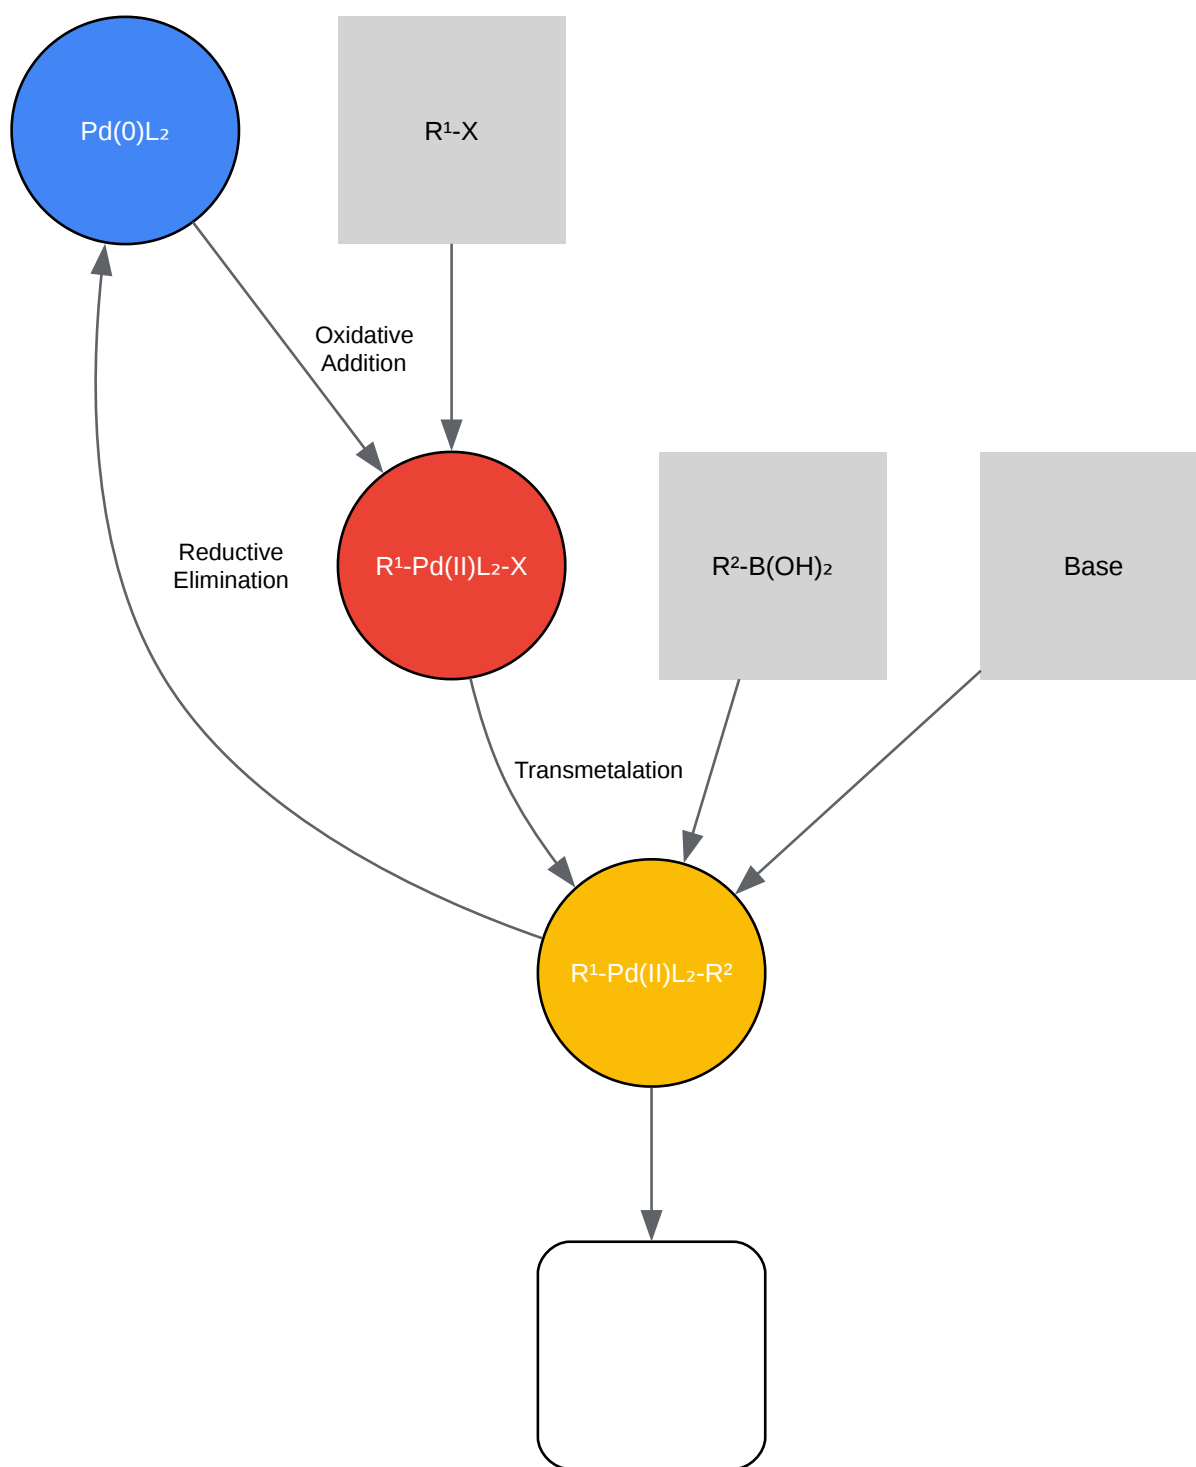 Pd(0)L₂
R¹-X
Oxidative
Addition
Reductive
Elimination
R¹-Pd(II)L₂-X
R²-B(OH)₂
Base
Transmetalation
R¹-Pd(II)L₂-R²